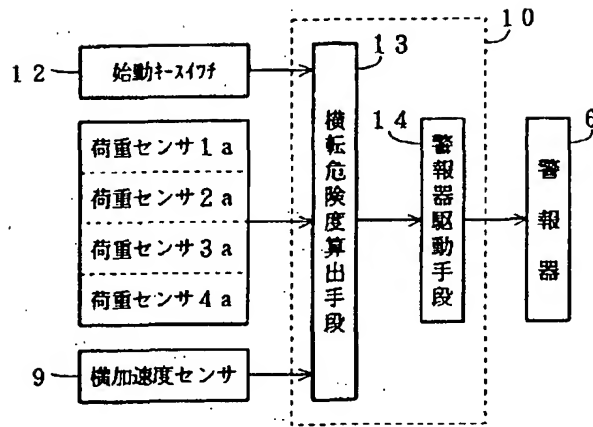 10
13
12
始動キースイッチ
14
6
荷重センサ1a
荷重センサ2a
荷重センサ3a
荷重センサ4a
横転危険度算出手段
警報器駆動手段
警報器
9
横加速度センサ